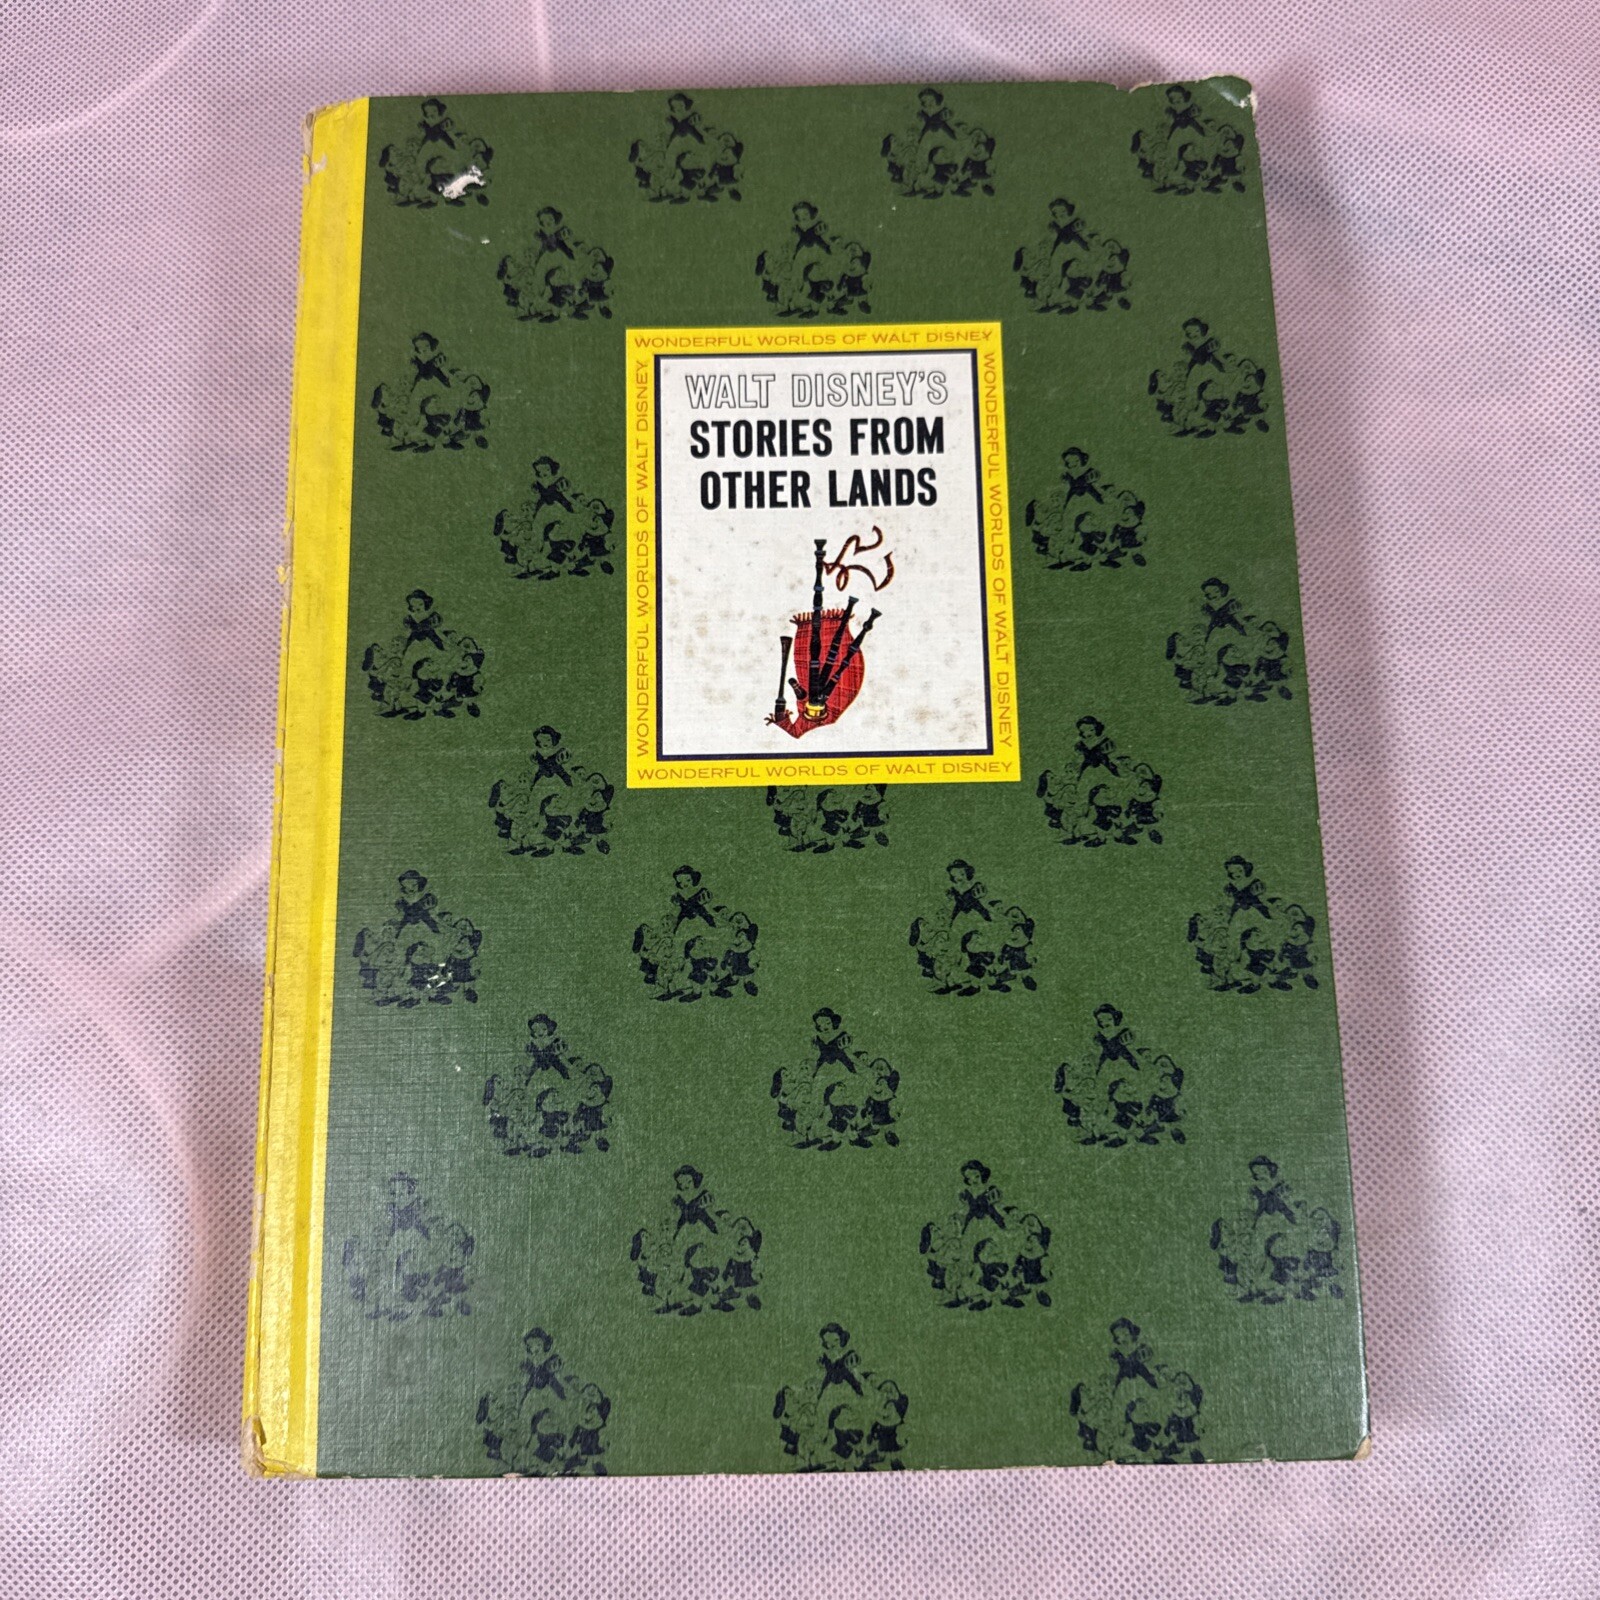 WONDERFUL WORLDS OF WALT DISNEY
WALT DISNEY'S
STORIES FROM
OTHER LANDS
WONDERFUL WORLDS OF WALT DISNEY
WONDERFUL WORLDS OF WALT DISNEY
WONDERFUL WORLDS OF WALT DISNEY